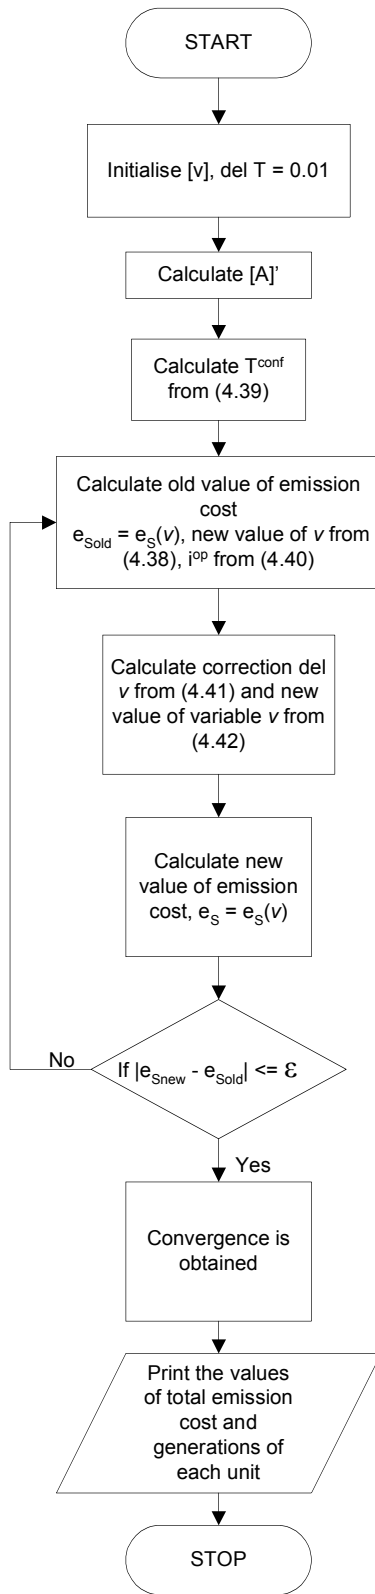 START
Initialise [v], del T = 0.01
Calculate [A]’
Calculate T^conf
from (4.39)
Calculate old value of emission
cost
e_Sold = e_S(v), new value of v from
(4.38), i^op from (4.40)
Calculate correction del
v from (4.41) and new
value of variable v from
(4.42)
Calculate new
value of emission
cost, e_S = e_S(v)
No
If |e_Snew - e_Sold| <= ε
Yes
Convergence is
obtained
Print the values
of total emission
cost and
generations of
each unit
STOP